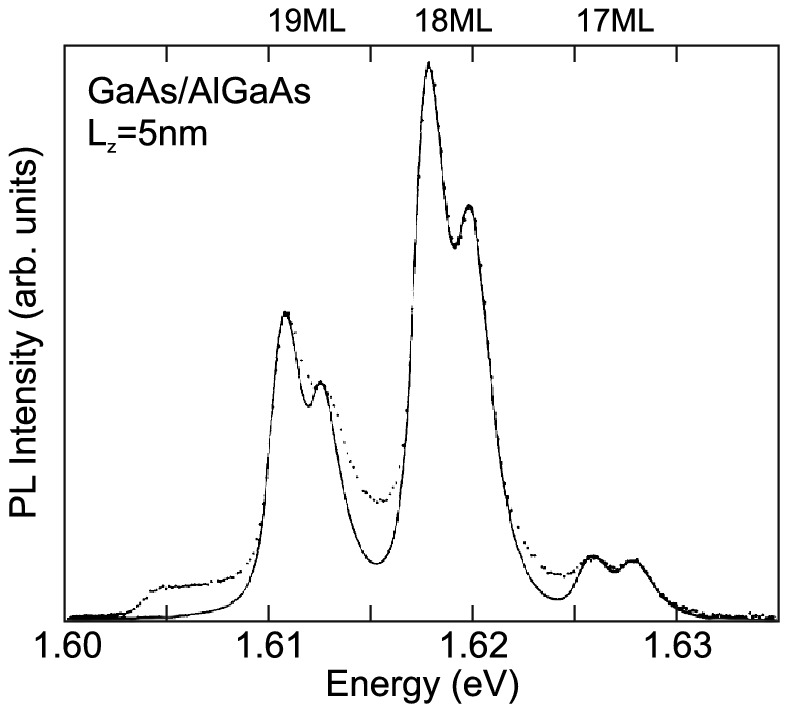 19ML 18ML 17ML
GaAs/AlGaAs
Lz=5nm
PL Intensity (arb. units)
1.60 1.61 1.62 1.63
Energy (eV)